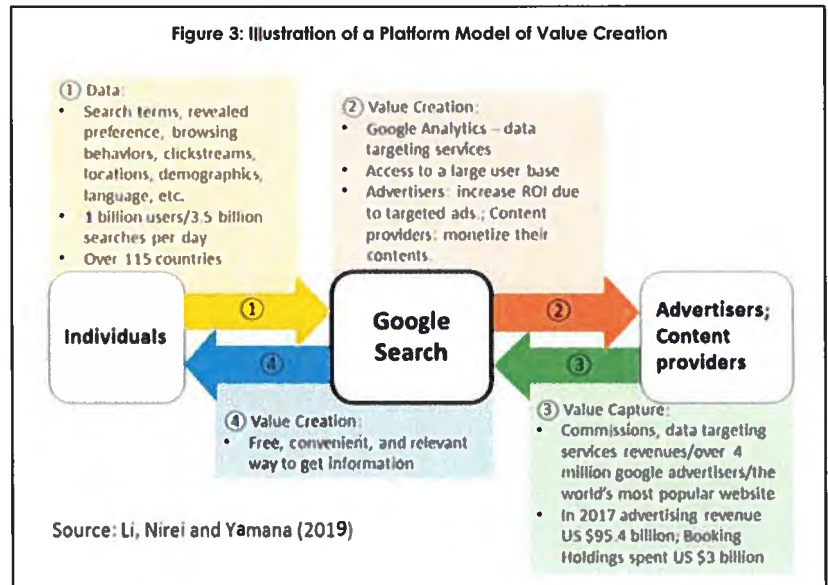 Figure 3: Illustration of a Platform Model of Value Creation
① Data:
• Search terms, revealed
preference, browsing
behaviors, clickstreams,
locations, demographics,
language, etc.
• 1 billion users/3.5 billion
searches per day
• Over 115 countries
② Value Creation:
• Google Analytics – data
targeting services
• Access to a large user base
• Advertisers: increase ROI due
to targeted ads.; Content
providers: monetize their
contents.
Individuals
①
④
Google
Search
②
③
Advertisers;
Content
providers
④ Value Creation:
• Free, convenient, and relevant
way to get information
③ Value Capture:
• Commissions, data targeting
services revenues/over 4
million google advertisers/the
world's most popular website
• In 2017 advertising revenue
US $95.4 billion; Booking
Holdings spent US $3 billion
Source: Li, Nirei and Yamana (2019)